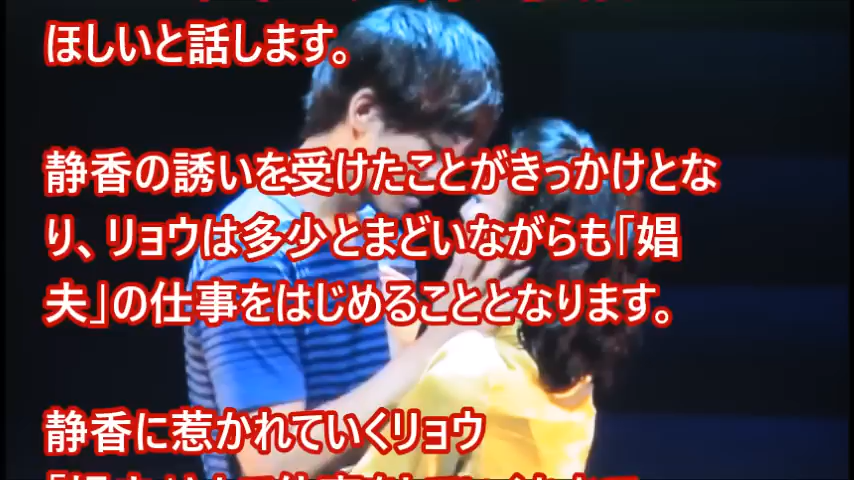 ほしいと話します。
静香の誘いを受けたことがきっかけとな
り、リョウは多少とまどいながらも「娼
夫」の仕事をはじめることとなります。
静香に惹かれていくリョウ